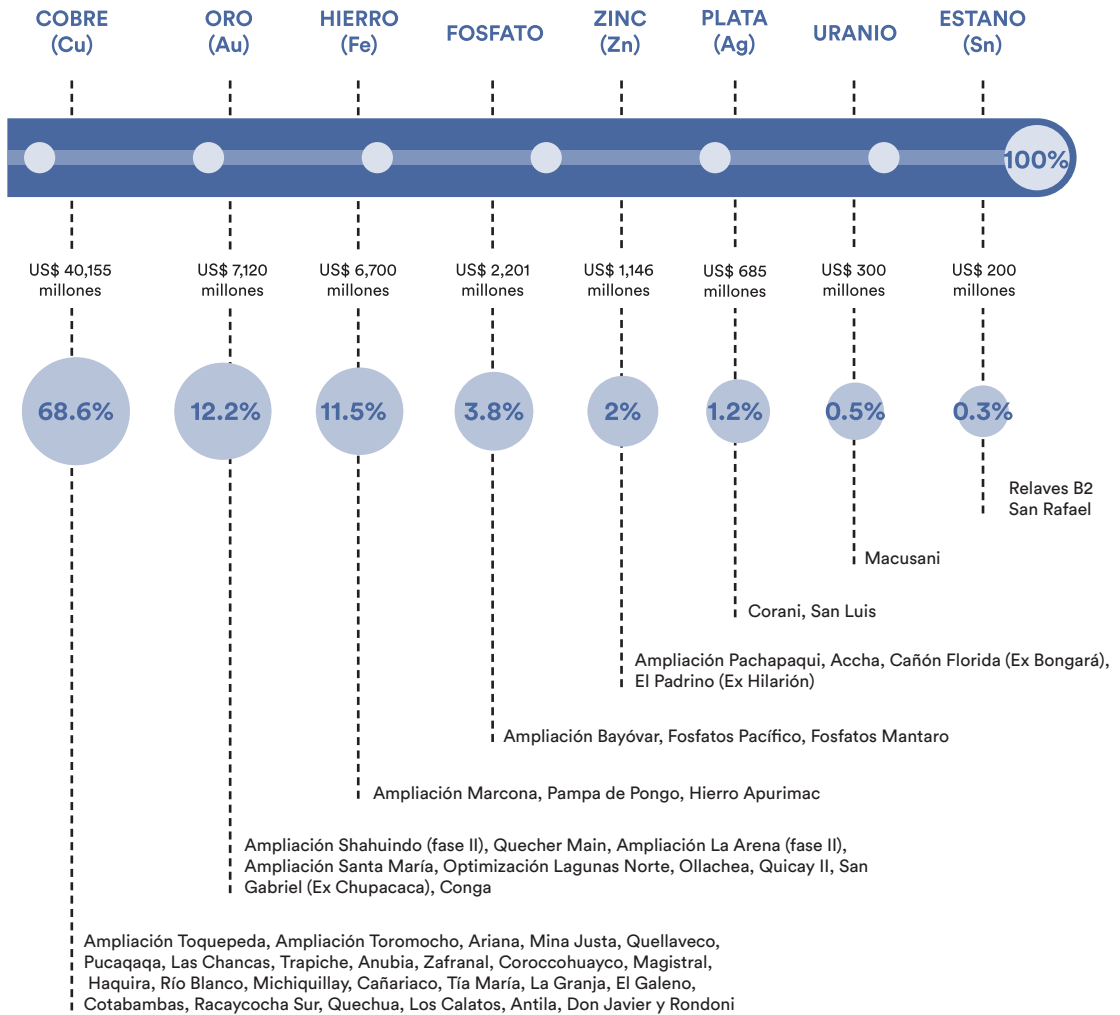 COBRE
(Cu)
ORO
(Au)
HIERRO
(Fe)
FOSFATO
ZINC
(Zn)
PLATA
(Ag)
URANIO
ESTANO
(Sn)
100%
US$ 40,155
millones
US$ 7,120
millones
US$ 6,700
millones
US$ 2,201
millones
US$ 1,146
millones
US$ 685
millones
US$ 300
millones
US$ 200
millones
68.6%
12.2%
11.5%
3.8%
2%
1.2%
0.5%
0.3%
Relaves B2
San Rafael
Macusani
Corani, San Luis
Ampliación Pachapaqui, Accha, Cañón Florida (Ex Bongará),
El Padrino (Ex Hilarión)
Ampliación Bayóvar, Fosfatos Pacífico, Fosfatos Mantaro
Ampliación Marcona, Pampa de Pongo, Hierro Apurimac
Ampliación Shahuindo (fase II), Quecher Main, Ampliación La Arena (fase II),
Ampliación Santa María, Optimización Lagunas Norte, Ollachea, Quicay II, San
Gabriel (Ex Chupacaca), Conga
Ampliación Toquepeda, Ampliación Toromocho, Ariana, Mina Justa, Quellaveco,
Pucaqaqa, Las Chancas, Trapiche, Anubia, Zafranal, Coroccohuayco, Magistral,
Haquira, Río Blanco, Michiquillay, Cañariaco, Tía María, La Granja, El Galeno,
Cotabambas, Racaycocha Sur, Quechua, Los Calatos, Antila, Don Javier y Rondoni